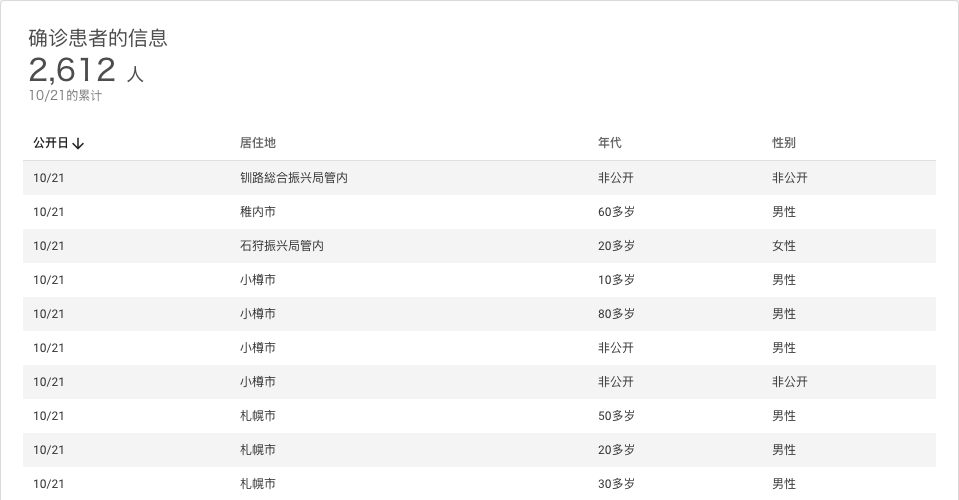 确诊患者的信息
2,612 人
10/21的累计
公开日↓ 居住地 年代 性别
10/21 钏路総合振兴局管内 非公开 非公开
10/21 稚内市 60多岁 男性
10/21 石狩振兴局管内 20多岁 女性
10/21 小樽市 10多岁 男性
10/21 小樽市 80多岁 男性
10/21 小樽市 非公开 男性
10/21 小樽市 非公开 非公开
10/21 札幌市 50多岁 男性
10/21 札幌市 20多岁 男性
10/21 札幌市 30多岁 男性